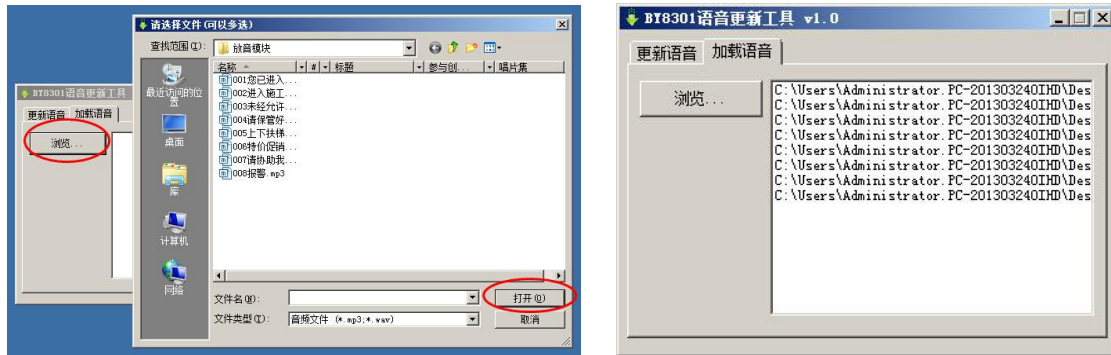 请选择文件(可以多选)
查找范围(I):
放音模块
名称
#
标题
参与创...
唱片集
001您已进入...
002进入施工...
003未经允许...
004请保管好...
005上下扶梯...
006特价促销...
007请协助我...
008报警.mp3
最近访问的位置
桌面
库
计算机
网络
文件名(N):
打开(O)
文件类型(T):
音频文件 (*.mp3;*.wav)
取消
BT8301语音更新工具
更新语音
加载语音
浏览...
BT8301语音更新工具 v1.0
更新语音
加载语音
浏览...
C:\Users\Administrator.PC-201303240IHD\Des
C:\Users\Administrator.PC-201303240IHD\Des
C:\Users\Administrator.PC-201303240IHD\Des
C:\Users\Administrator.PC-201303240IHD\Des
C:\Users\Administrator.PC-201303240IHD\Des
C:\Users\Administrator.PC-201303240IHD\Des
C:\Users\Administrator.PC-201303240IHD\Des
C:\Users\Administrator.PC-201303240IHD\Des